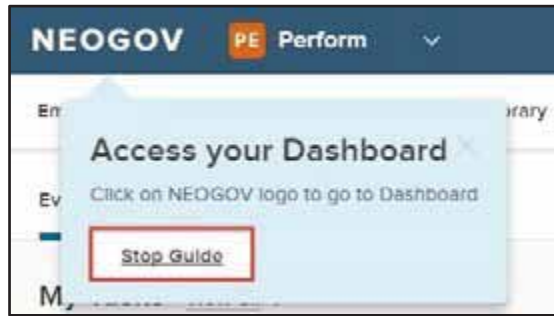 NEOGOV PE Perform
Access your Dashboard
Click on NEOGOV logo to go to Dashboard
Stop Guide